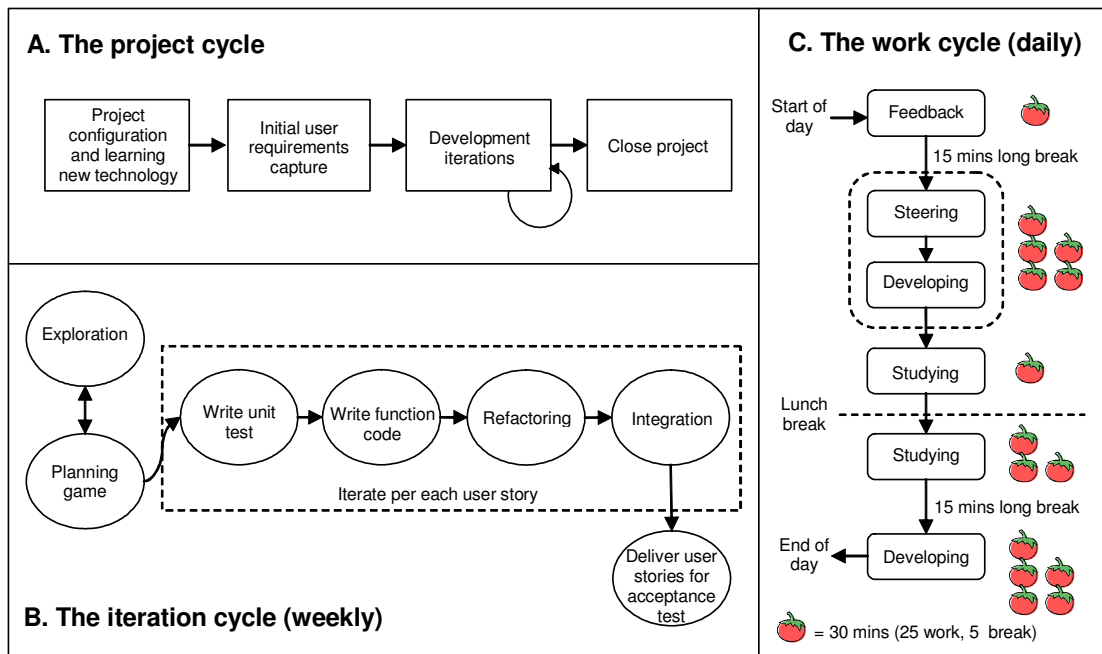 A. The project cycle
Project
configuration
and learning
new technology
Initial user
requirements
capture
Development
iterations
Close project
Exploration
Planning
game
Write unit
test
Write function
code
Refactoring
Integration
Iterate per each user story
Deliver user
stories for
acceptance
test
B. The iteration cycle (weekly)
C. The work cycle (daily)
Start of
day
Feedback
15 mins long break
Steering
Developing
Studying
Lunch
break
Studying
15 mins long break
End of
day
Developing
= 30 mins (25 work, 5 break)